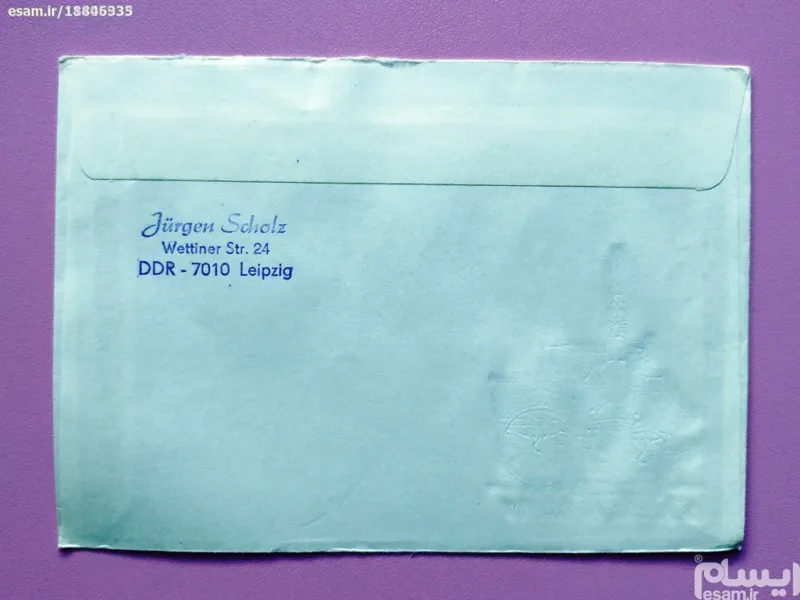 esam.ir/18846935
Jürgen Scholz
Wettiner Str. 24
DDR - 7010 Leipzig
ایسام®
esam.ir